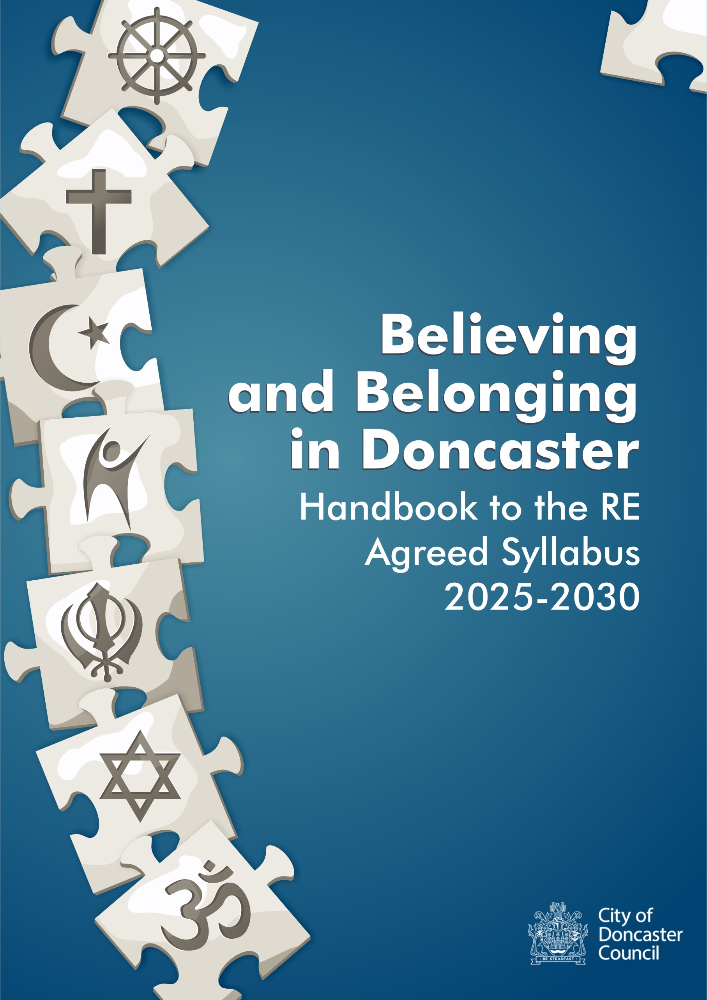 Believing
and Belonging
in Doncaster
Handbook to the RE
Agreed Syllabus
2025-2030
City of
Doncaster
Council
· BE STEADFAST ·